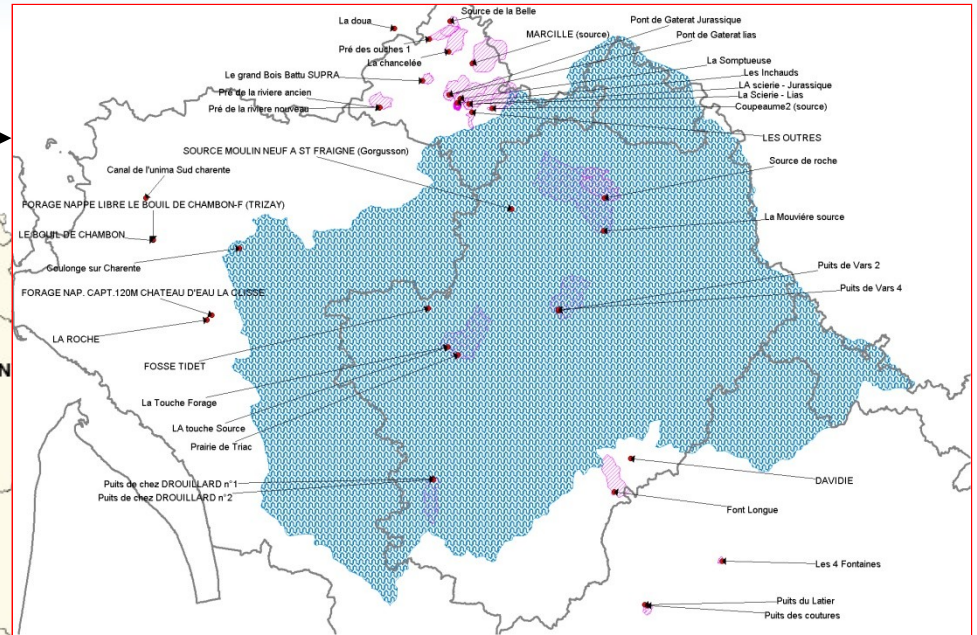 Source de la Belle
La doua
Pont de Gaterat Jurassique
MARCILLE (source)
Pont de Gaterat lias
Pré des outhes 1
La chancelée
La Somptueuse
Les Inchauds
Le grand Bois Battu SUPRA
LA scierie - Jurassique
Pré de la riviere ancien
La Scierie - Lias
Pré de la riviere nouveau
Coupeaume2 (source)
LES OUTRES
SOURCE MOULIN NEUF A ST FRAIGNE (Gorgusson)
Source de roche
Canal de l'unima Sud charente
FORAGE NAPPE LIBRE LE BOUIL DE CHAMBON-F (TRIZAY)
La Mouvière source
LE BOUIL DE CHAMBON
Coulonge sur Charente
Puits de Vars 2
Puits de Vars 4
FORAGE NAP. CAPT.120M CHATEAU D'EAU LA CLISSE
LA ROCHE
FOSSE TIDET
N
La Touche Forage
LA touche Source
Prairie de Triac
Puits de chez DROUILLARD n°1
Puits de chez DROUILLARD n°2
DAVIDIE
Font Longue
Les 4 Fontaines
Puits du Latier
Puits des coutures